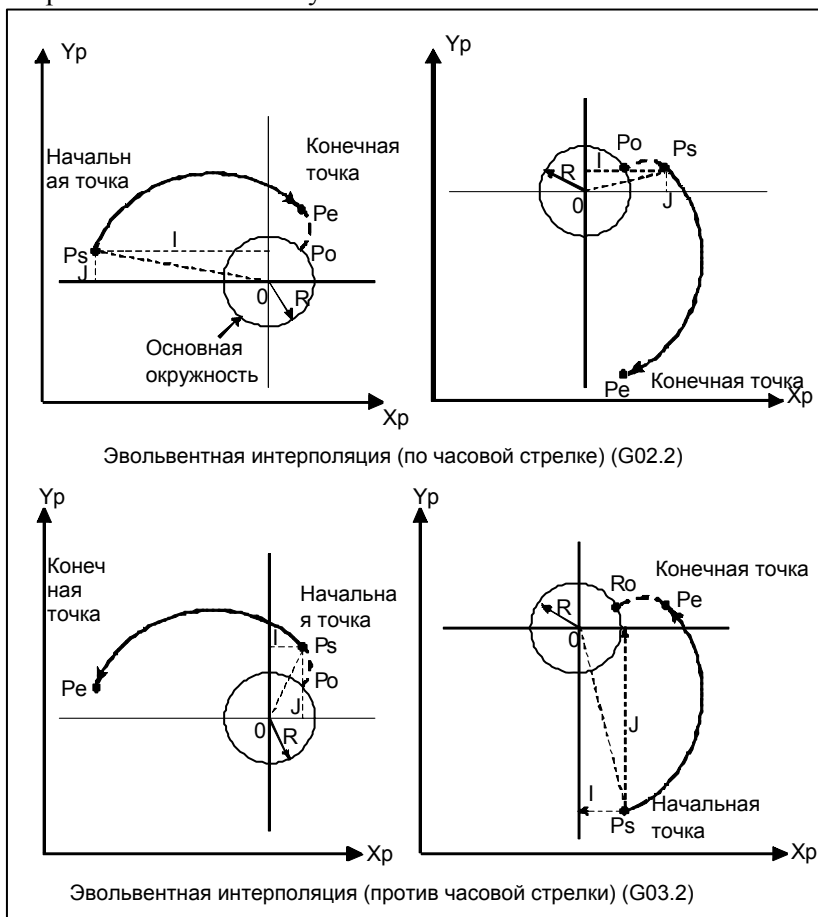 Yp
Начальн
ая точка
Конечная
точка
Pe
I
Ps
Po
J
0
R
Основная
окружность
Xp
Yp
Po
Ps
I
R
0
J
Pe
Конечная точка
Xp
Эвольвентная интерполяция (по часовой стрелке) (G02.2)
Yp
Конеч
ная
точка
Начальна
я точка
I
Ps
Pe
Po
J
0
R
Xp
Yp
Конечная точка
Ro
R
Pe
0
J
I
Ps
Начальная
точка
Xp
Эвольвентная интерполяция (против часовой стрелки) (G03.2)